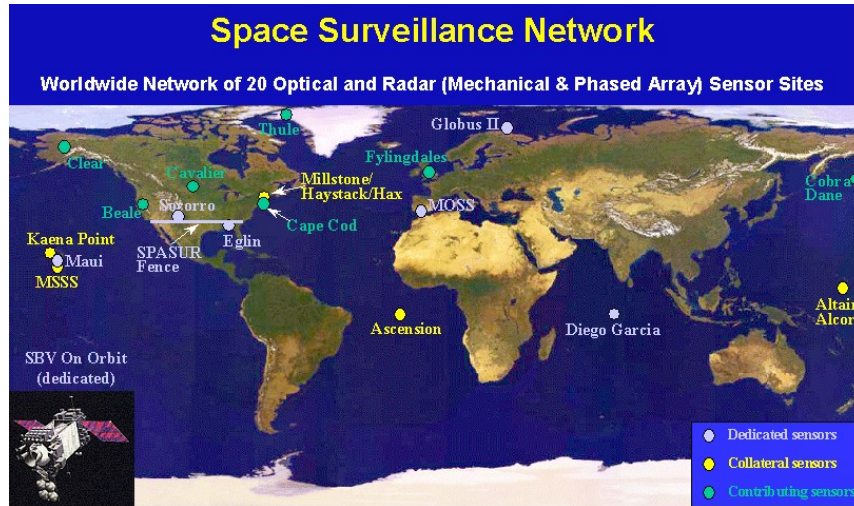 Space Surveillance Network
Worldwide Network of 20 Optical and Radar (Mechanical & Phased Array) Sensor Sites
Thule
Globus II
Clear
Cavalier
Fylingdales
Millstone/
Haystack/Hax
Cobra
Dane
Beale
Socorro
MOSS
Cape Cod
Kaena Point
SPASUR
Fence
Eglin
Maui
MSSS
Altair
Alcor
Ascension
Diego Garcia
SBV On Orbit
(dedicated)
Dedicated sensors
Collateral sensors
Contributing sensors